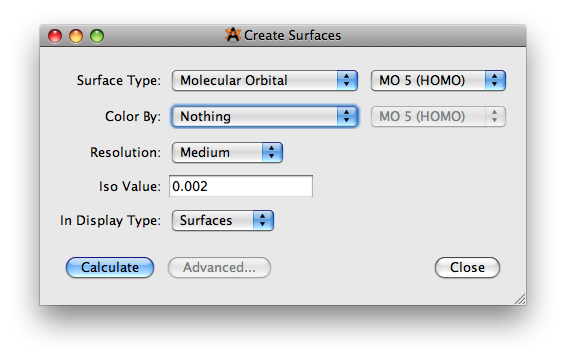 Create Surfaces
Surface Type: Molecular Orbital MO 5 (HOMO)
Color By: Nothing MO 5 (HOMO)
Resolution: Medium
Iso Value: 0.002
In Display Type: Surfaces
Calculate Advanced... Close